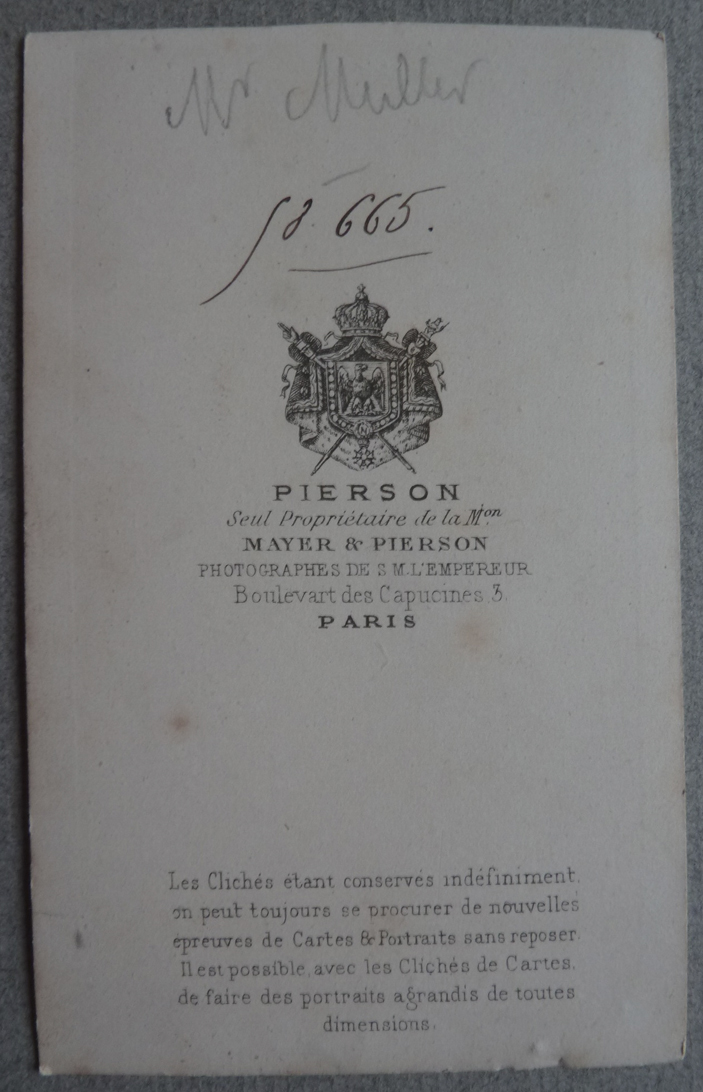 Mr Muller
58. 665.
PIERSON
Seul Propriétaire de la Mon.
MAYER & PIERSON
PHOTOGRAPHES DE S M. L'EMPEREUR
Boulevart des Capucines 3.
PARIS
Les Clichés étant conservés indéfiniment.
on peut toujours se procurer de nouvelles
épreuves de Cartes & Portraits sans reposer.
Il est possible, avec les Clichés de Cartes,
de faire des portraits agrandis de toutes
dimensions.